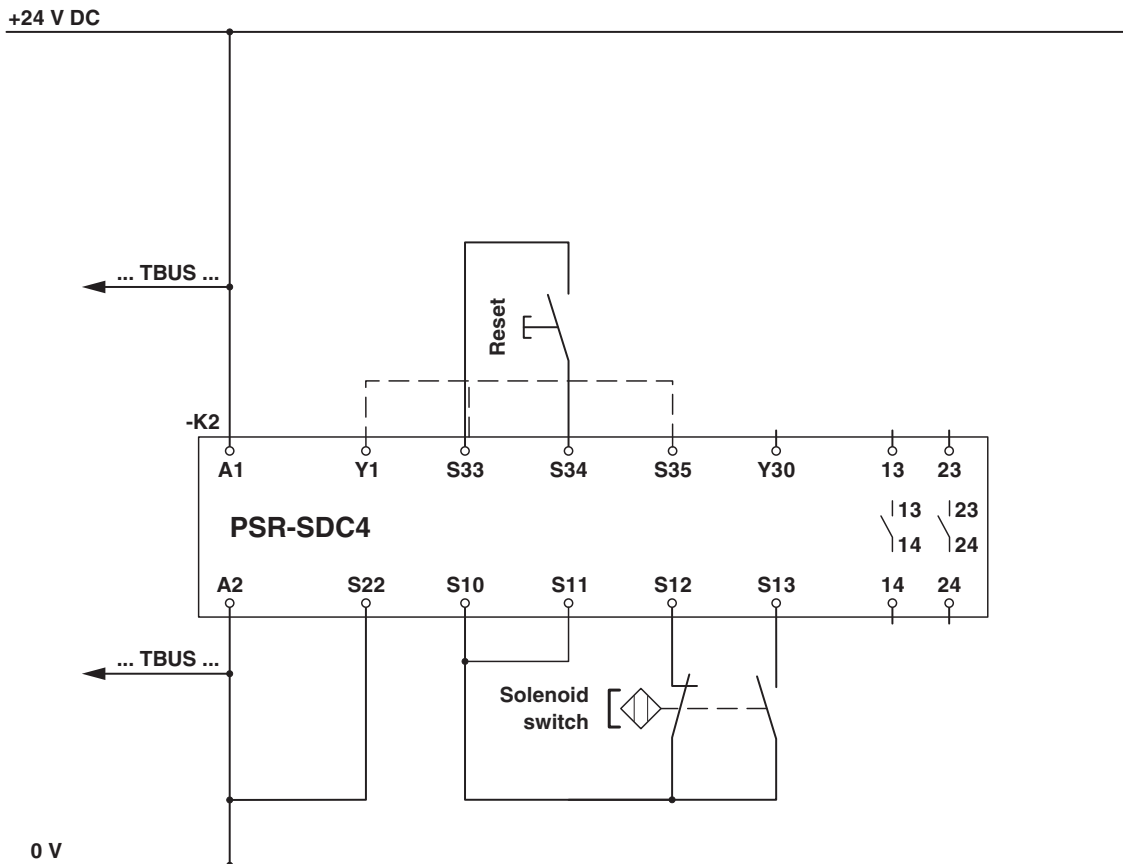 +24 V DC
... TBUS ...
Reset
-K2
A1 Y1 S33 S34 S35 Y30 13 23
PSR-SDC4
13 23
14 24
A2 S22 S10 S11 S12 S13 14 24
... TBUS ...
Solenoid
switch
0 V